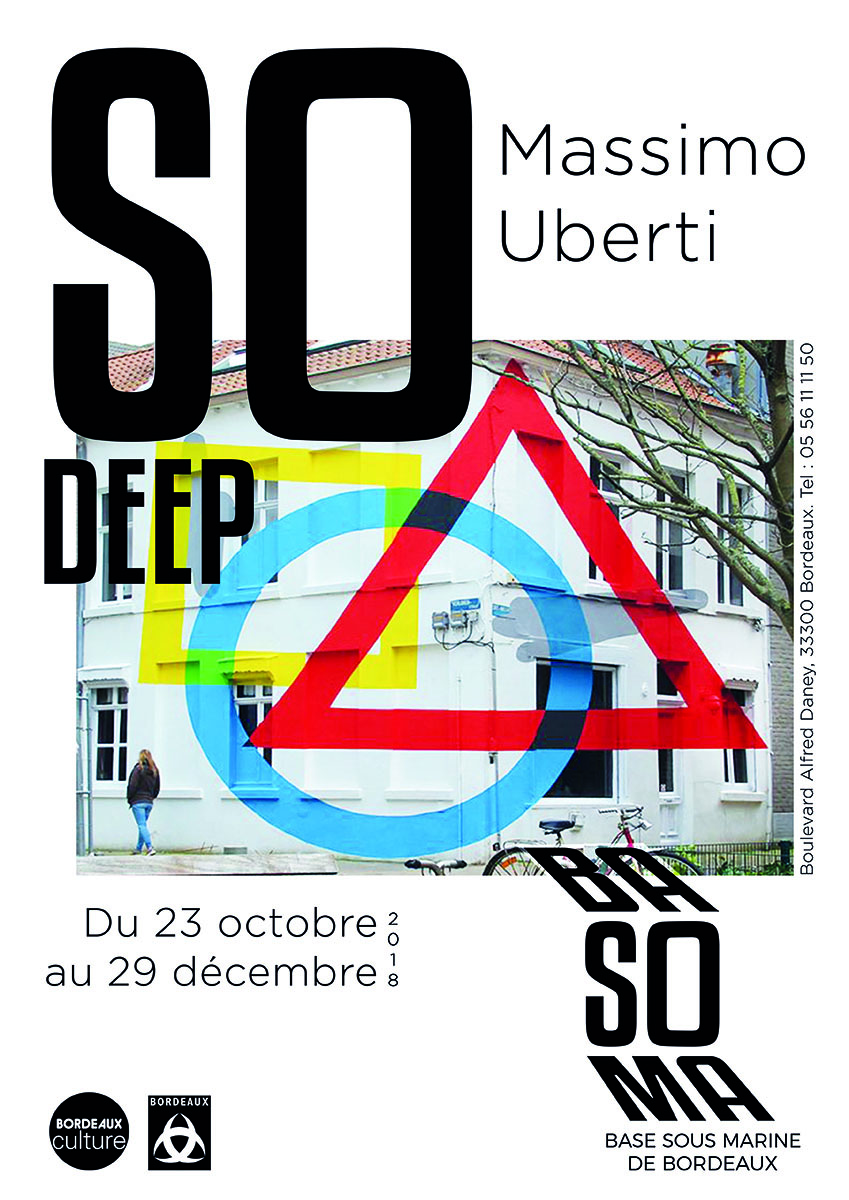 SO
DEEP
Massimo
Uberti
Boulevard Alfred Daney, 33300 Bordeaux. Tel : 05 56 11 11 50
Du 23 octobre
au 29 décembre
2018
BA
SO
MA
BASE SOUS MARINE
DE BORDEAUX
BORDEAUX
culture
BORDEAUX